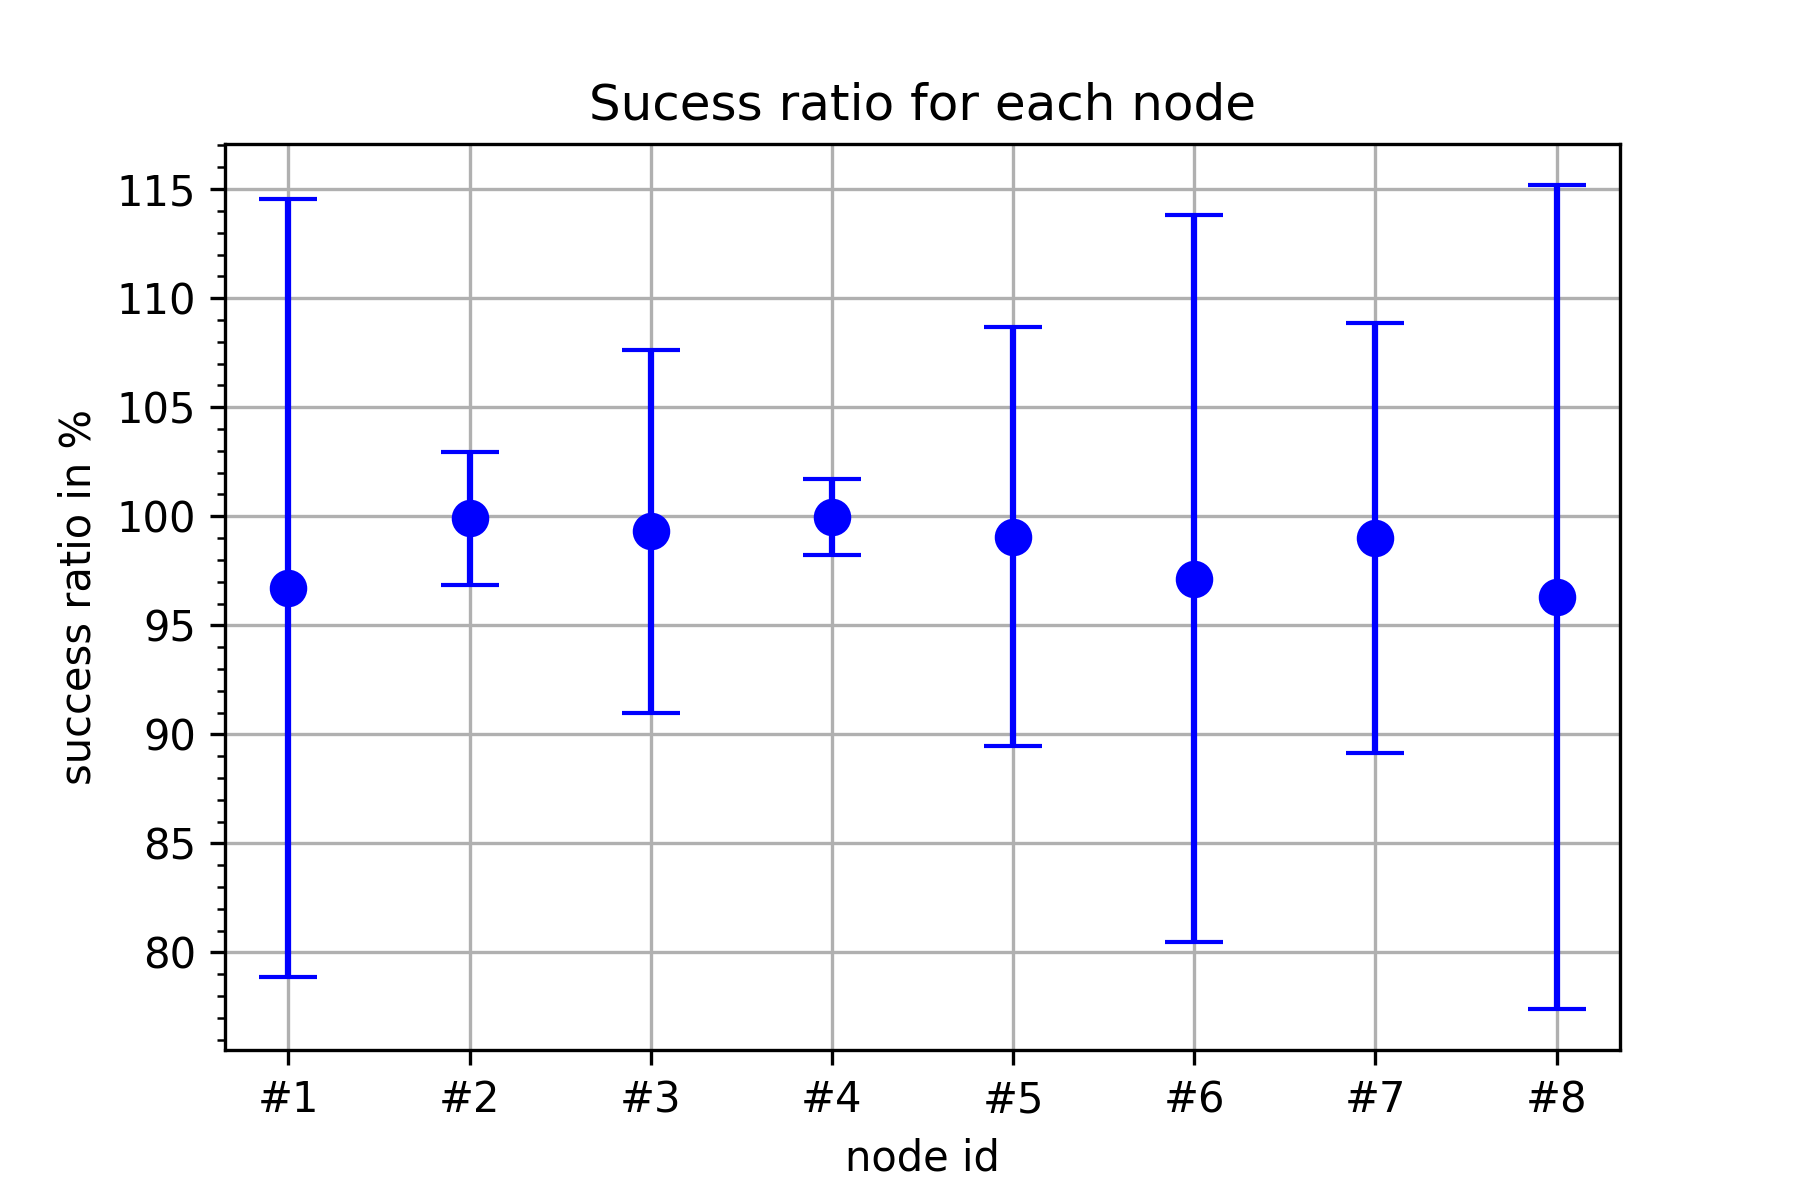 Sucess ratio for each node
success ratio in %
115
110
105
100
95
90
85
80
#1 #2 #3 #4 #5 #6 #7 #8
node id